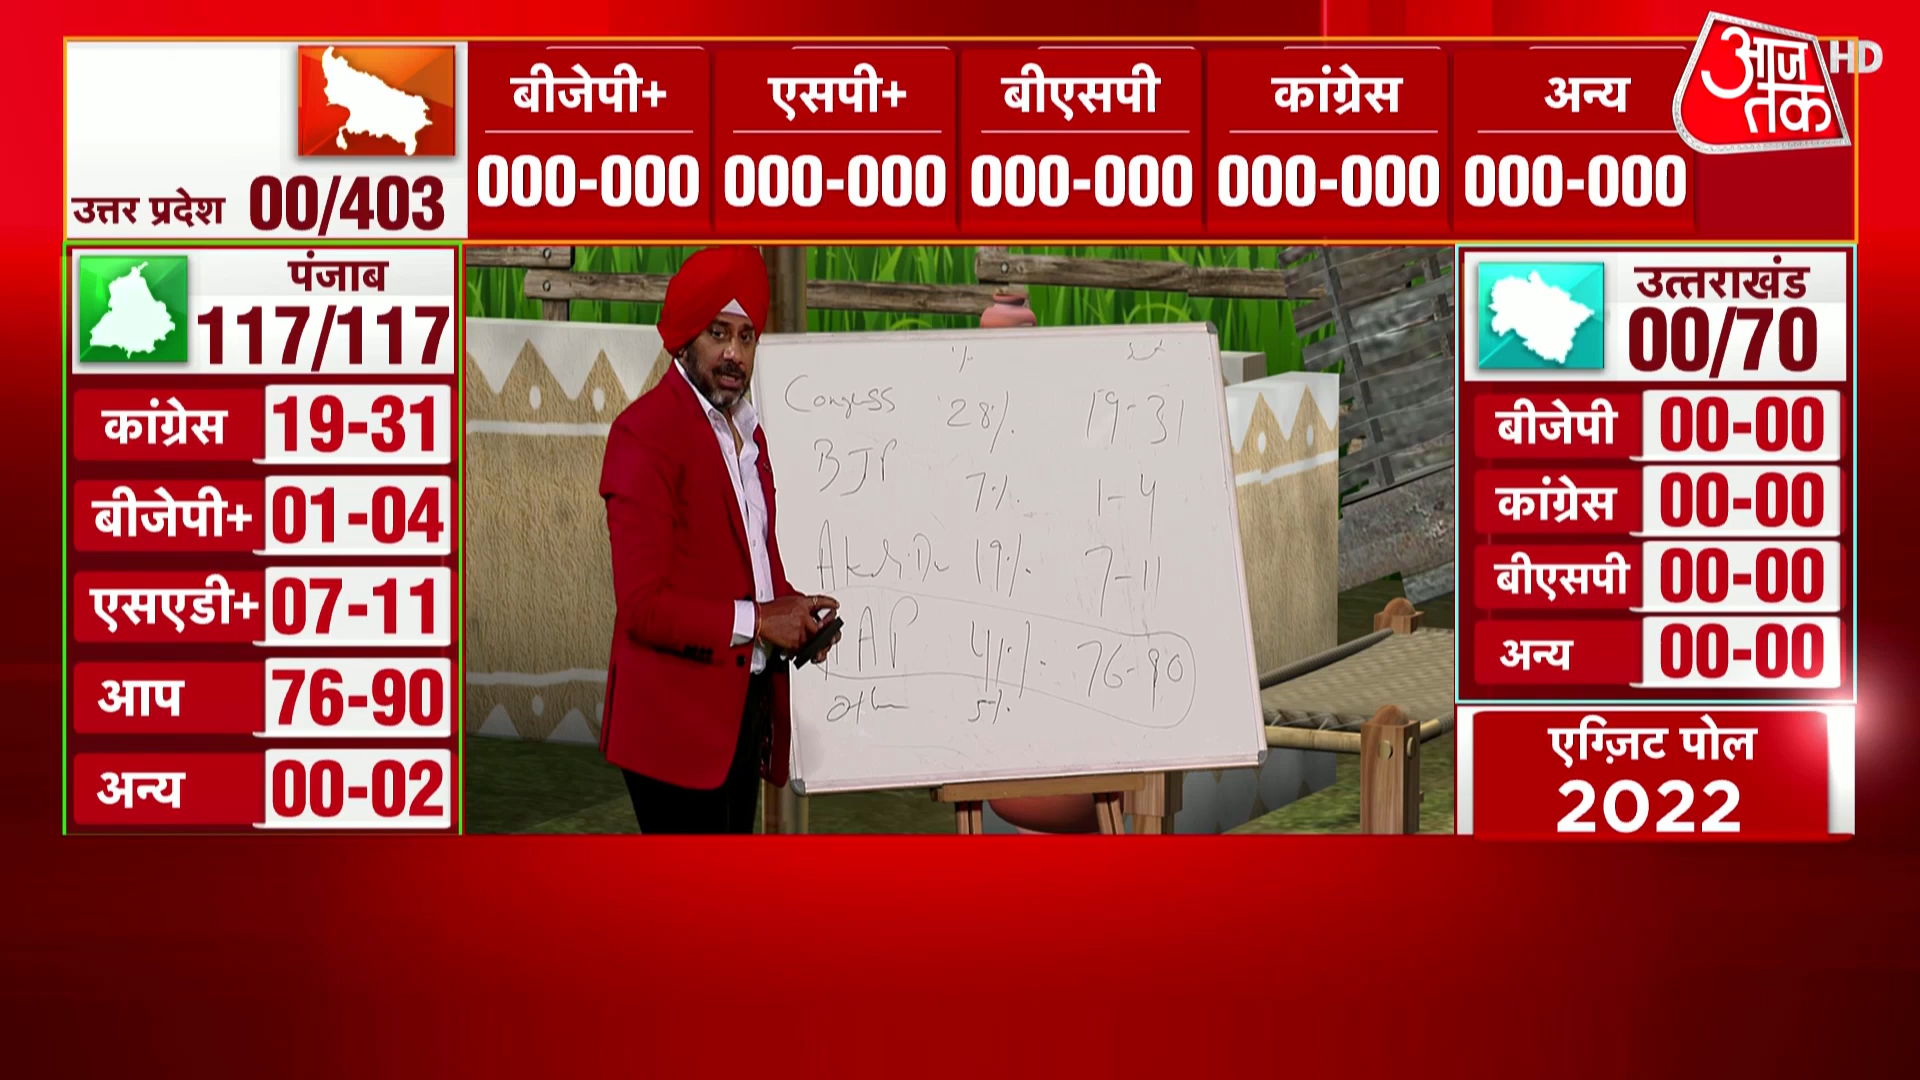 बीजेपी+ एसपी+ बीएसपी कांग्रेस अन्य
आज तक HD
उत्तर प्रदेश 00/403 000-000 000-000 000-000 000-000 000-000
पंजाब
117/117
कांग्रेस 19-31
बीजेपी+ 01-04
एसएडी+ 07-11
आप 76-90
अन्य 00-02
%
Congress 28% 19-31
BJP 7% 1-4
19% 7-11
AAP 41% 76-90
5%
उत्तराखंड
00/70
बीजेपी 00-00
कांग्रेस 00-00
बीएसपी 00-00
अन्य 00-00
एग्ज़िट पोल
2022